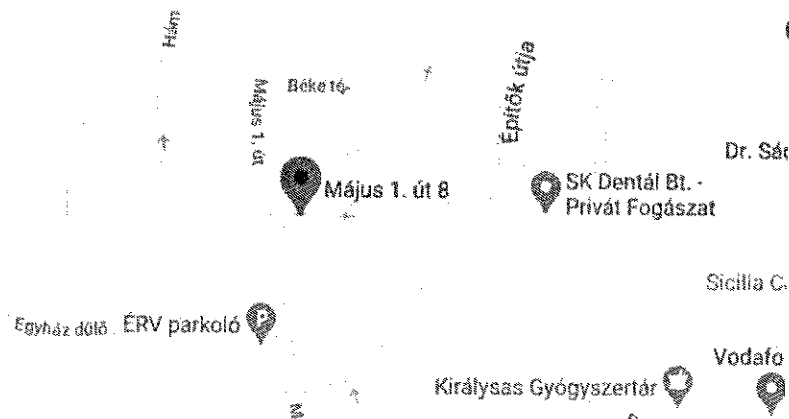 Béke té
Május 1. út
Építők útja
Dr. Sác
Május 1. út 8
SK Dentál Bt. -
Privát Fogászat
Sicilia C
Egyház dűlő
ÉRV parkoló
P
Vodafo
Királysas Gyógyszertár
M